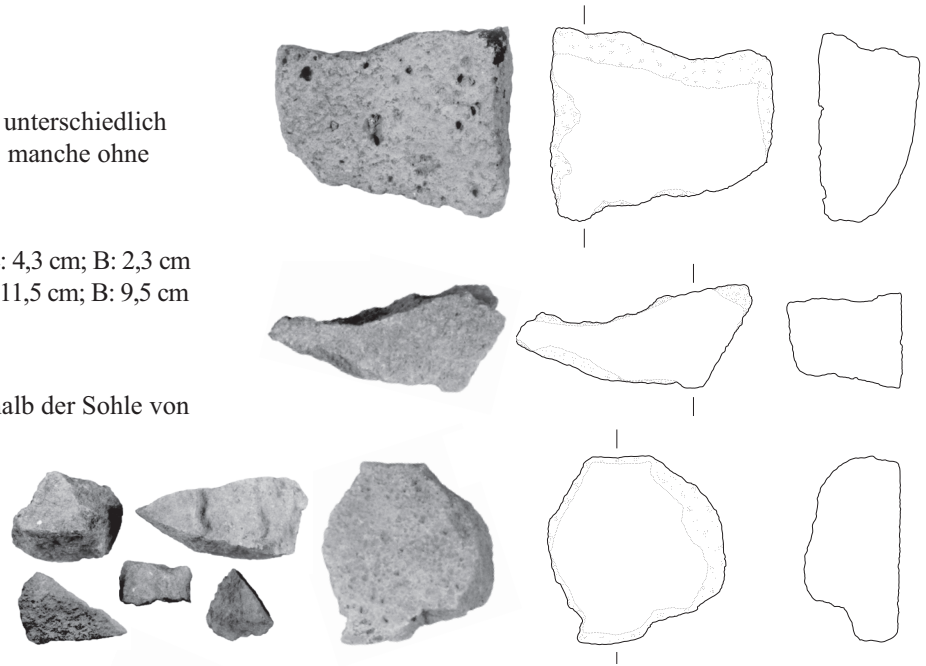 unterschiedlich
manche ohne
: 4,3 cm; B: 2,3 cm
11,5 cm; B: 9,5 cm
alb der Sohle von